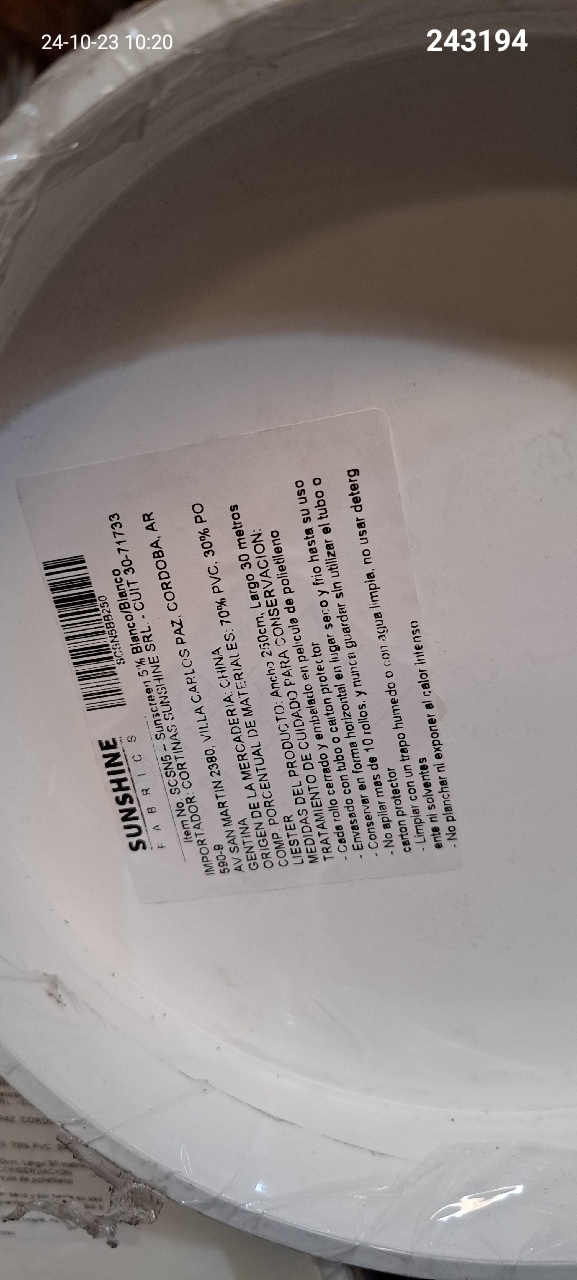 24-10-23 10:20
243194
SUNSHINE
F A B R I C S
SCSN5BB250
Item No. SCSN5 – Sunscreen 5% Blanco/Blanco
IMPORTADOR: CORTINAS SUNSHINE SRL. - CUIT 30-71733
590-9
AV SAN MARTIN 2380, VILLA CARLOS PAZ, CORDOBA, AR
GENTINA
ORIGEN DE LA MERCADERIA: CHINA
COMP PORCENTUAL DE MATERIALES: 70% PVC, 30% PO
LIESTER
MEDIDAS DEL PRODUCTO: Ancho 250cm, Largo 30 metros
TRATAMIENTO DE CUIDADO PARA CONSERVACION:
- Cada rollo cerrado y embalado en pelicula de polietileno
- Envasado con tubo o carton protector
- Conservar en forma horizontal en lugar seco y frio hasta su uso
- No apilar mas de 10 rollos, y nunca guardar sin utilizar el tubo o
carton protector
- Limpiar con un trapo humedo o con agua limpia, no usar deterg
ente ni solventes
- No planchar ni exponer al calor intenso